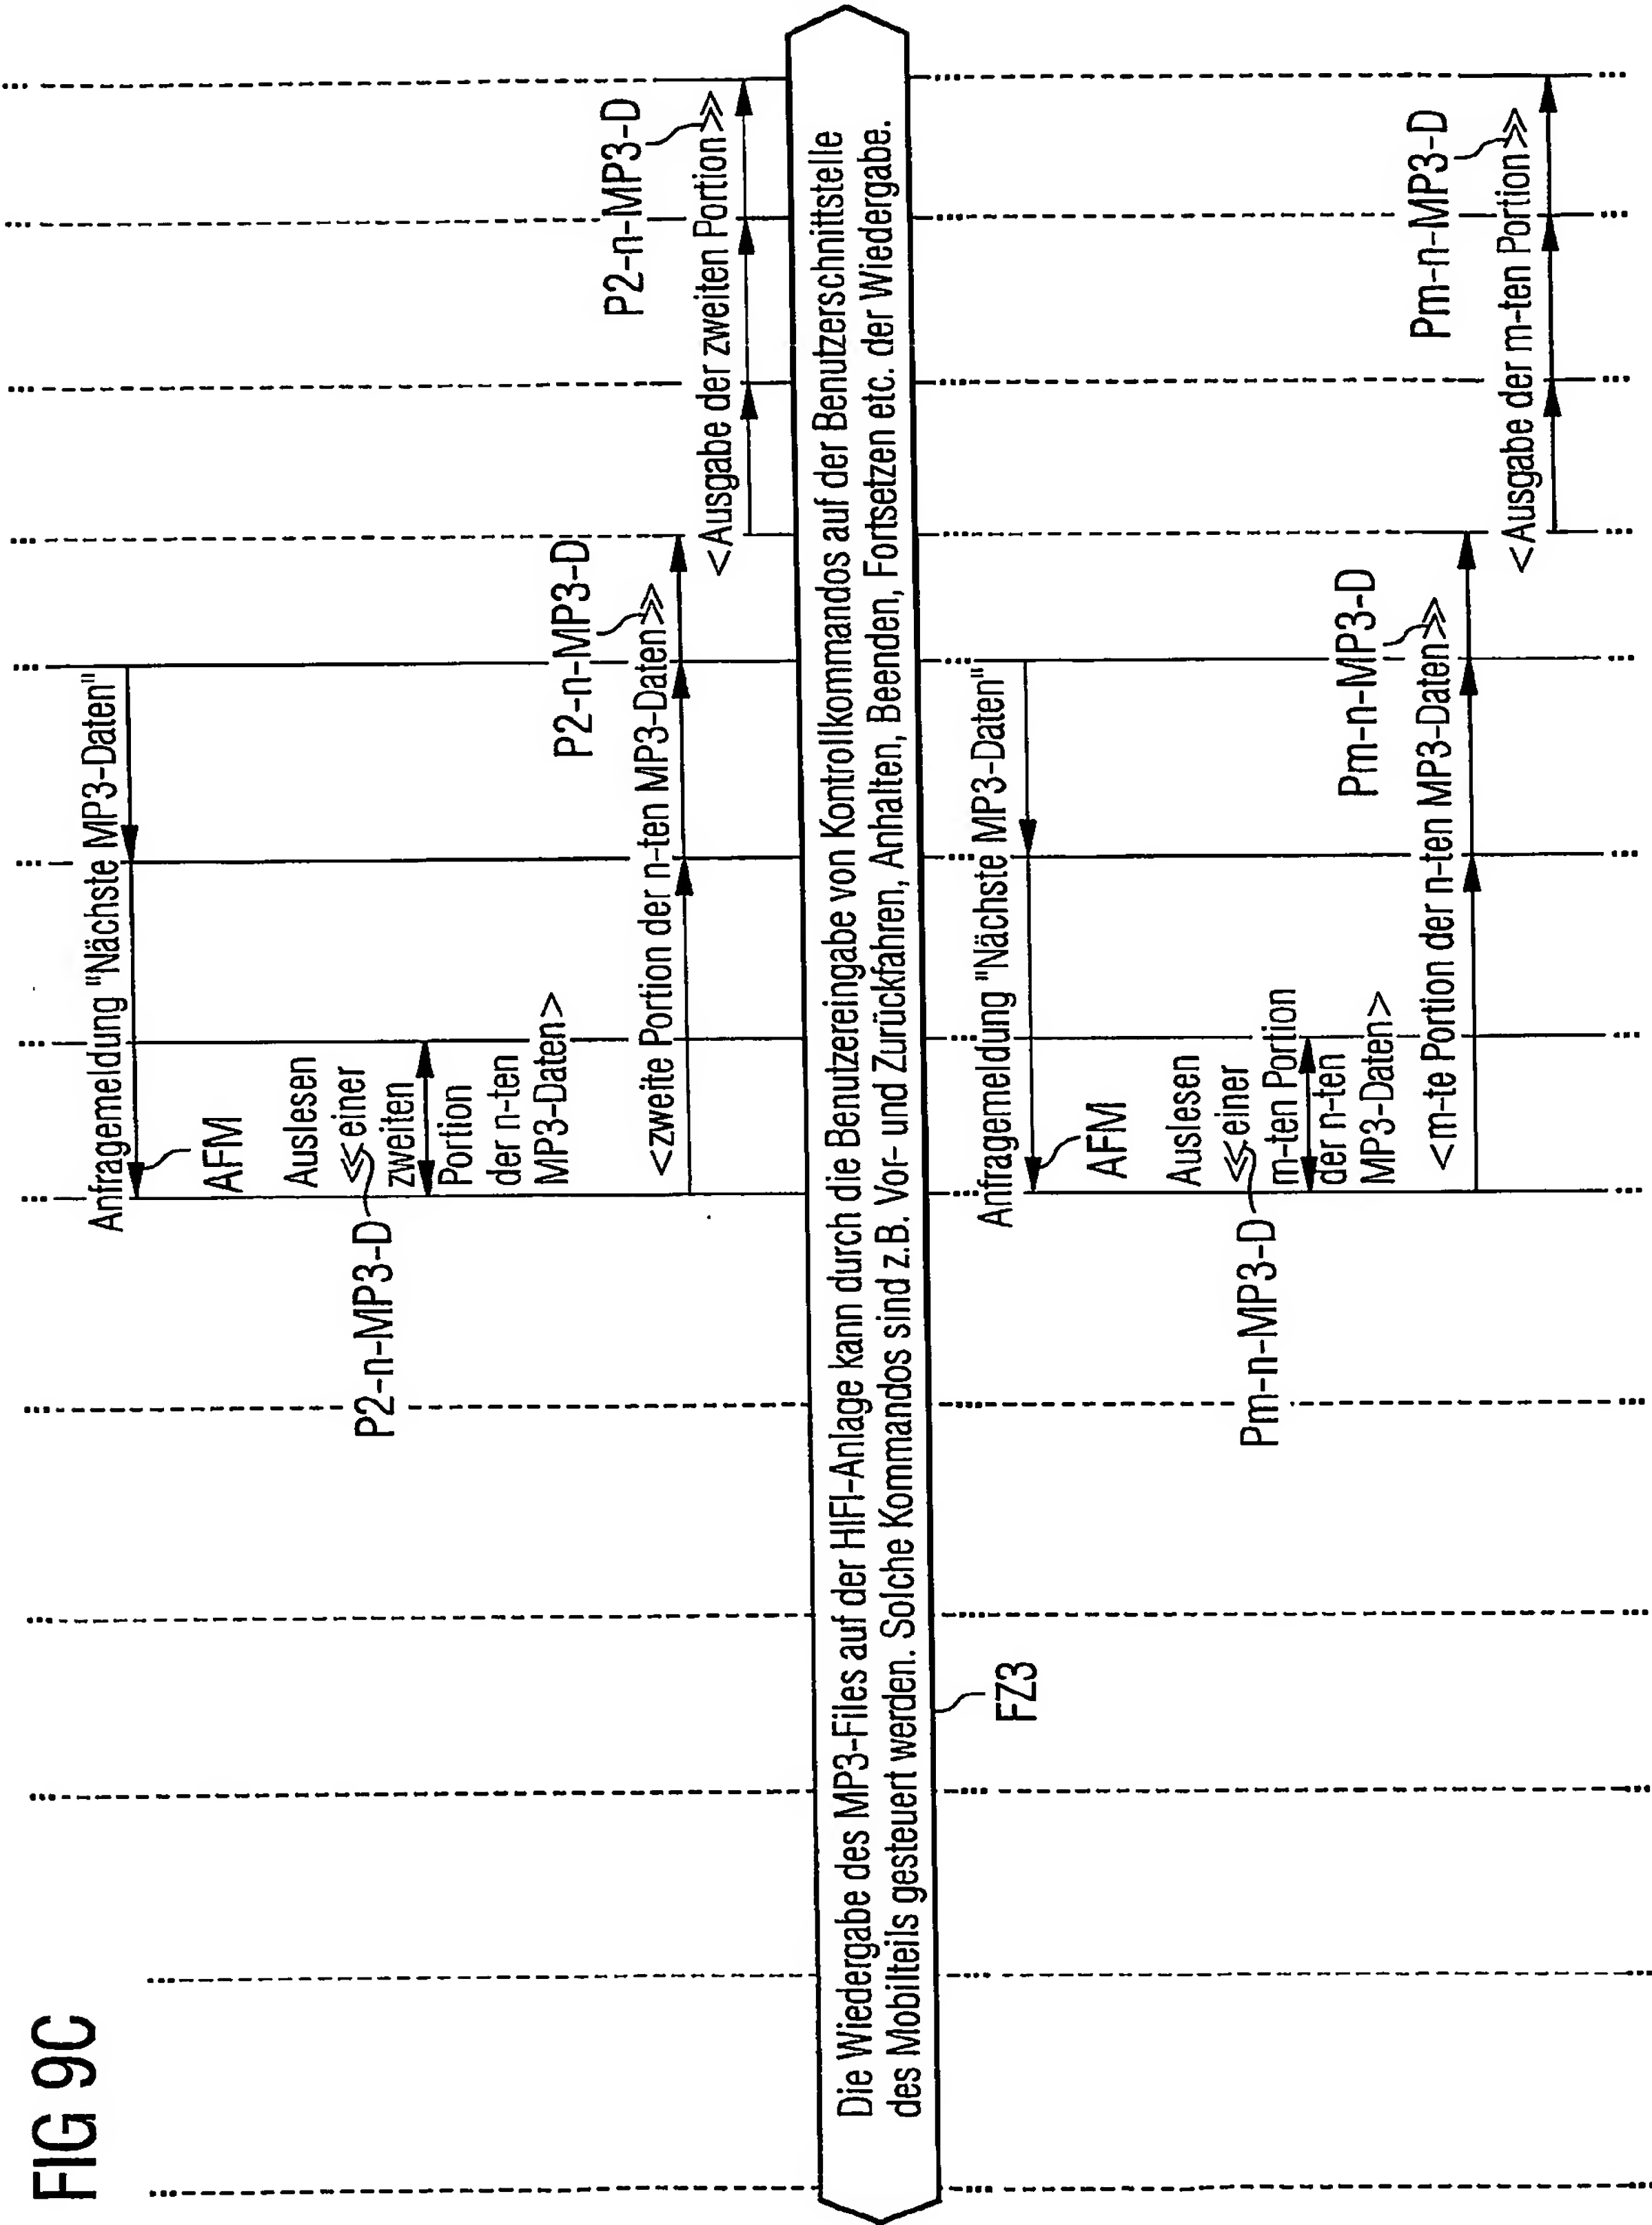 FIG 9C
Anfragemeldung "Nächste MP3-Daten"
AFM
Auslesen
<<einer
zweiten
Portion
der n-ten
MP3-Daten>
P2-n-MP3-D
P2-n-MP3-D
<zweite Portion der n-ten MP3-Daten>>
P2-n-MP3-D
<Ausgabe der zweiten Portion>>
Die Wiedergabe des MP3-Files auf der HIFI-Anlage kann durch die Benutzereingabe von Kontrollkommandos auf der Benutzerschnittstelle
des Mobilteils gesteuert werden. Solche Kommandos sind z.B. Vor- und Zurückfahren, Anhalten, Beenden, Fortsetzen etc. der Wiedergabe.
FZ3
Anfragemeldung "Nächste MP3-Daten"
AFM
Auslesen
<<einer
m-ten Portion
der n-ten
MP3-Daten>
Pm-n-MP3-D
Pm-n-MP3-D
<m-te Portion der n-ten MP3-Daten>>
Pm-n-MP3-D
<Ausgabe der m-ten Portion>>